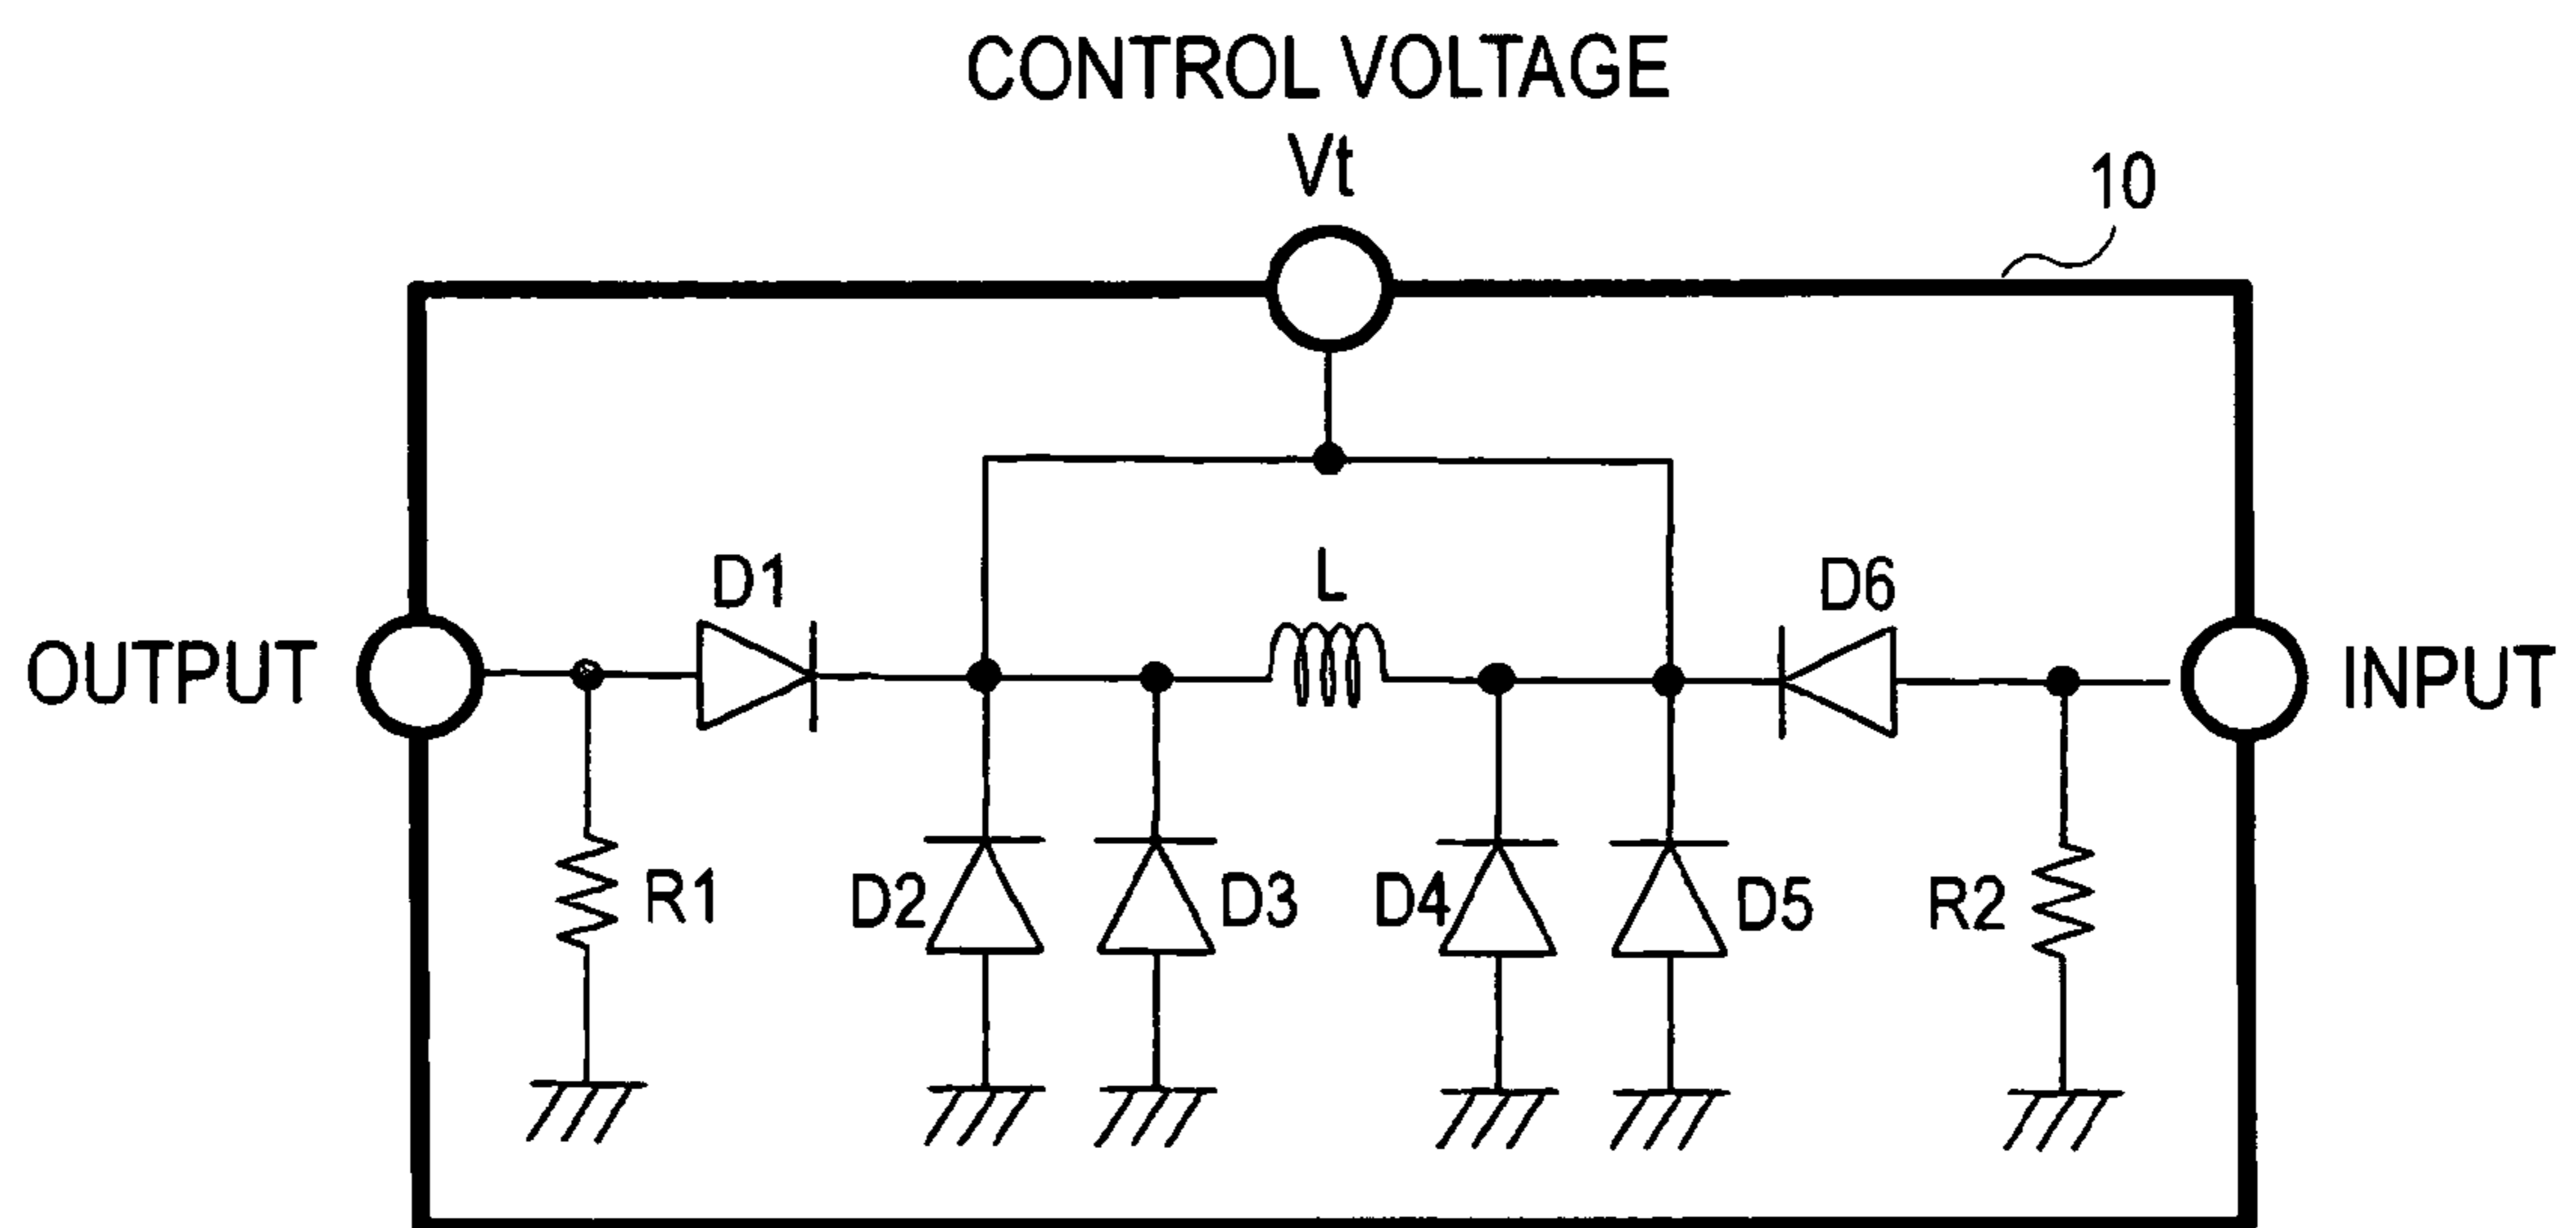 CONTROL VOLTAGE
Vt
10
L
D1
D6
OUTPUT
INPUT
R1
D2
D3
D4
D5
R2